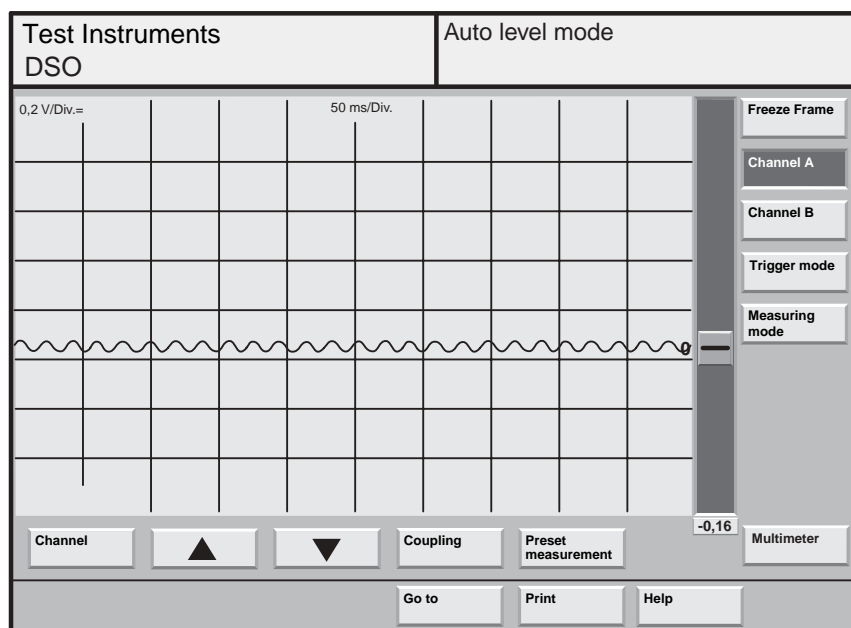 Test Instruments
DSO
Auto level mode
0,2 V/Div.=
50 ms/Div.
Freeze Frame
Channel A
Channel B
Trigger mode
Measuring
mode
0
-0,16
Channel
Coupling
Preset
measurement
Multimeter
Go to
Print
Help